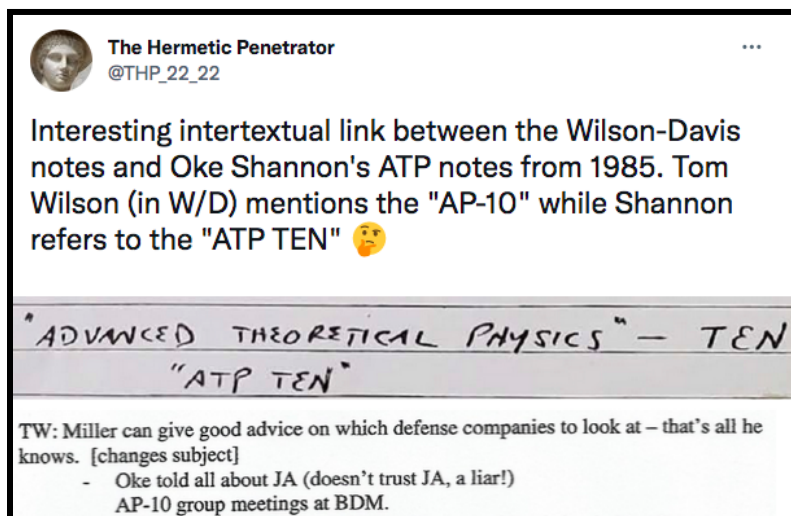 The Hermetic Penetrator
@THP_22_22
Interesting intertextual link between the Wilson-Davis
notes and Oke Shannon's ATP notes from 1985. Tom
Wilson (in W/D) mentions the "AP-10" while Shannon
refers to the "ATP TEN" 🤔
"ADVANCED THEORETICAL PHYSICS" - TEN
"ATP TEN"
TW: Miller can give good advice on which defense companies to look at – that's all he
knows. [changes subject]
- Oke told all about JA (doesn't trust JA, a liar!)
AP-10 group meetings at BDM.